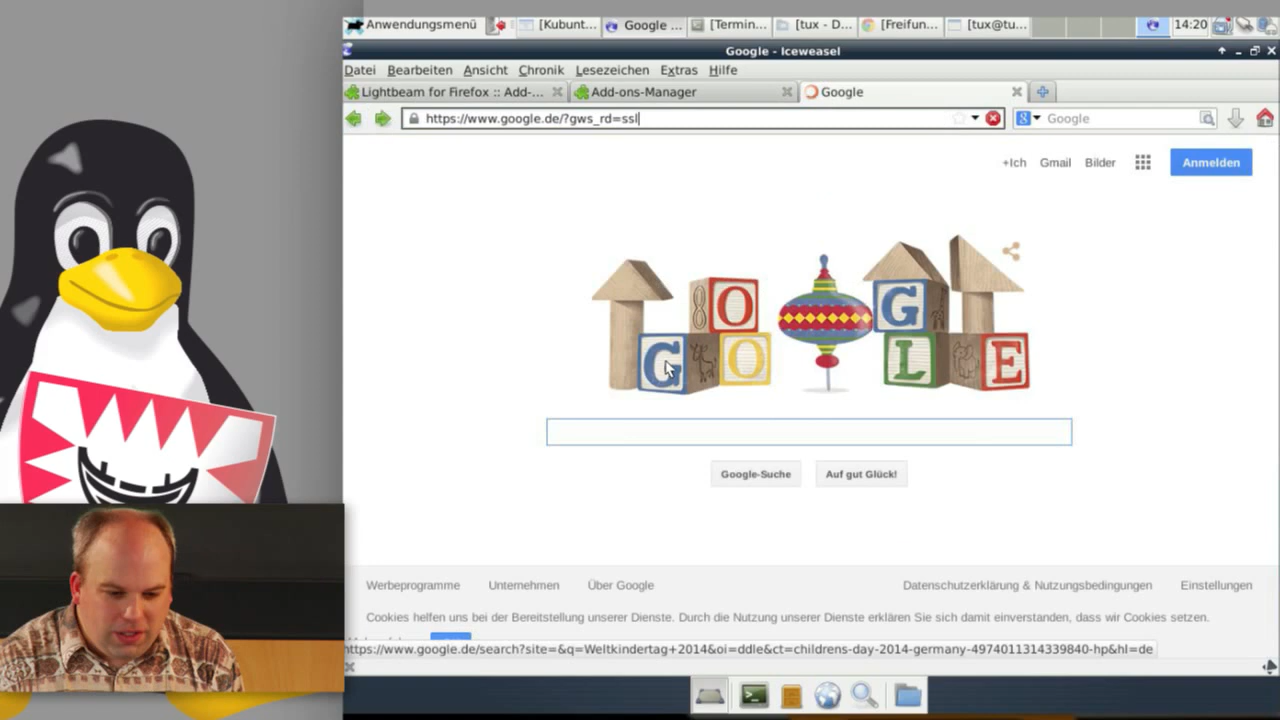 Anwendungsmenü [Kubunt... Google ... [Termin... [tux - D... [Freifun... [tux@tu... 14:20
Google - Iceweasel
Datei Bearbeiten Ansicht Chronik Lesezeichen Extras Hilfe
Lightbeam for Firefox :: Add-... Add-ons-Manager Google
https://www.google.de/?gws_rd=ssl Google
+Ich Gmail Bilder Anmelden
GOOGLE
Google-Suche Auf gut Glück!
Werbeprogramme Unternehmen Über Google Datenschutzerklärung & Nutzungsbedingungen Einstellungen
Cookies helfen uns bei der Bereitstellung unserer Dienste. Durch die Nutzung unserer Dienste erklären Sie sich damit einverstanden, dass wir Cookies setzen.
https://www.google.de/search?site=&q=Weltkindertag+2014&oi=ddle&ct=childrens-day-2014-germany-4974011314339840-hp&hl=de